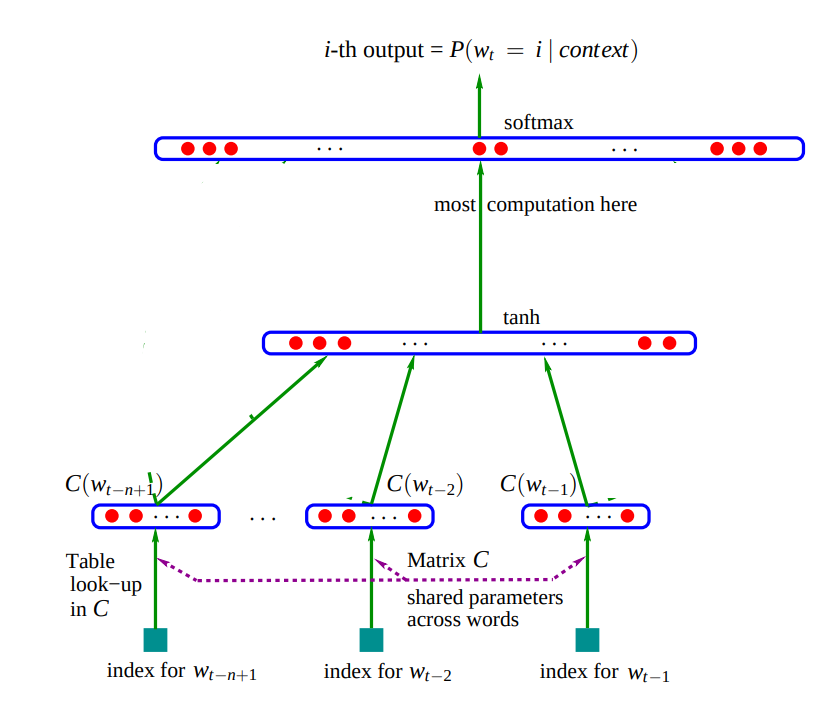 i-th output = P(w_t = i | context)
softmax
. . .
. . .
most computation here
tanh
. . .
. . .
C(w_{t−n+1})
C(w_{t−2})
C(w_{t−1})
. . .
. . .
. . .
. . .
Table
look−up
in C
Matrix C
shared parameters
across words
index for w_{t−n+1}
index for w_{t−2}
index for w_{t−1}